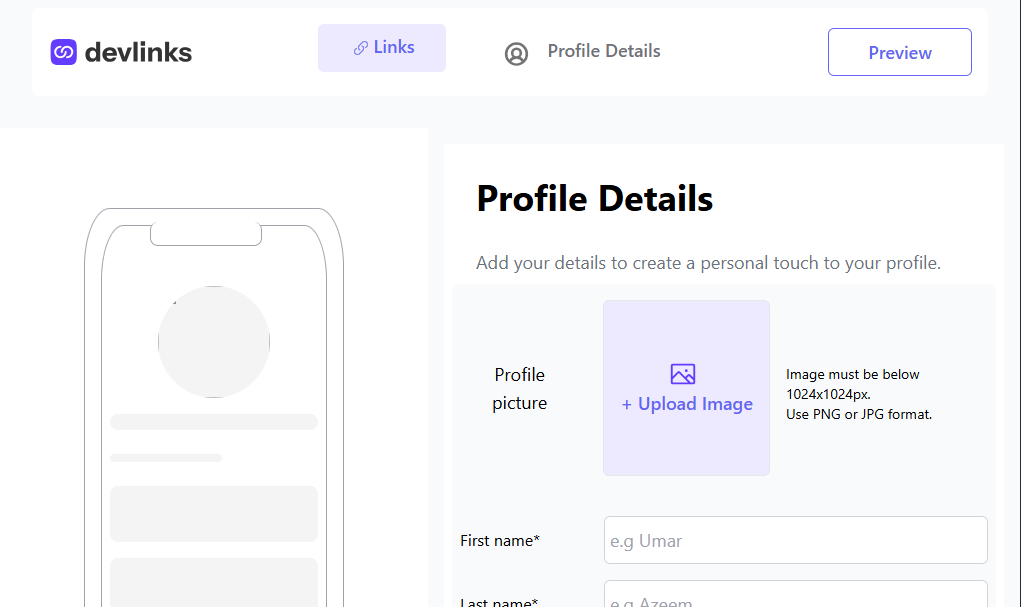 devlinks
Links
Profile Details
Preview
Profile Details
Add your details to create a personal touch to your profile.
Profile
picture
+ Upload Image
Image must be below
1024x1024px.
Use PNG or JPG format.
First name*
e.g Umar
Last name*
e.g Azeem